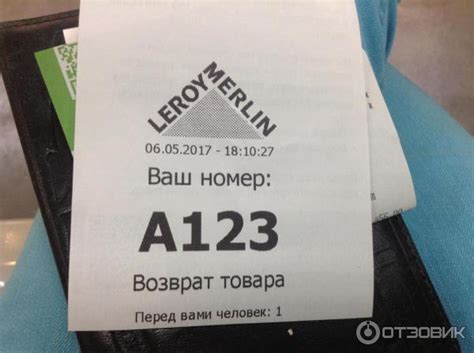 LEROY MERLIN
06.05.2017 - 18:10:27
Ваш номер:
A123
Возврат товара
Перед вами человек: 1
ОТЗОВИК